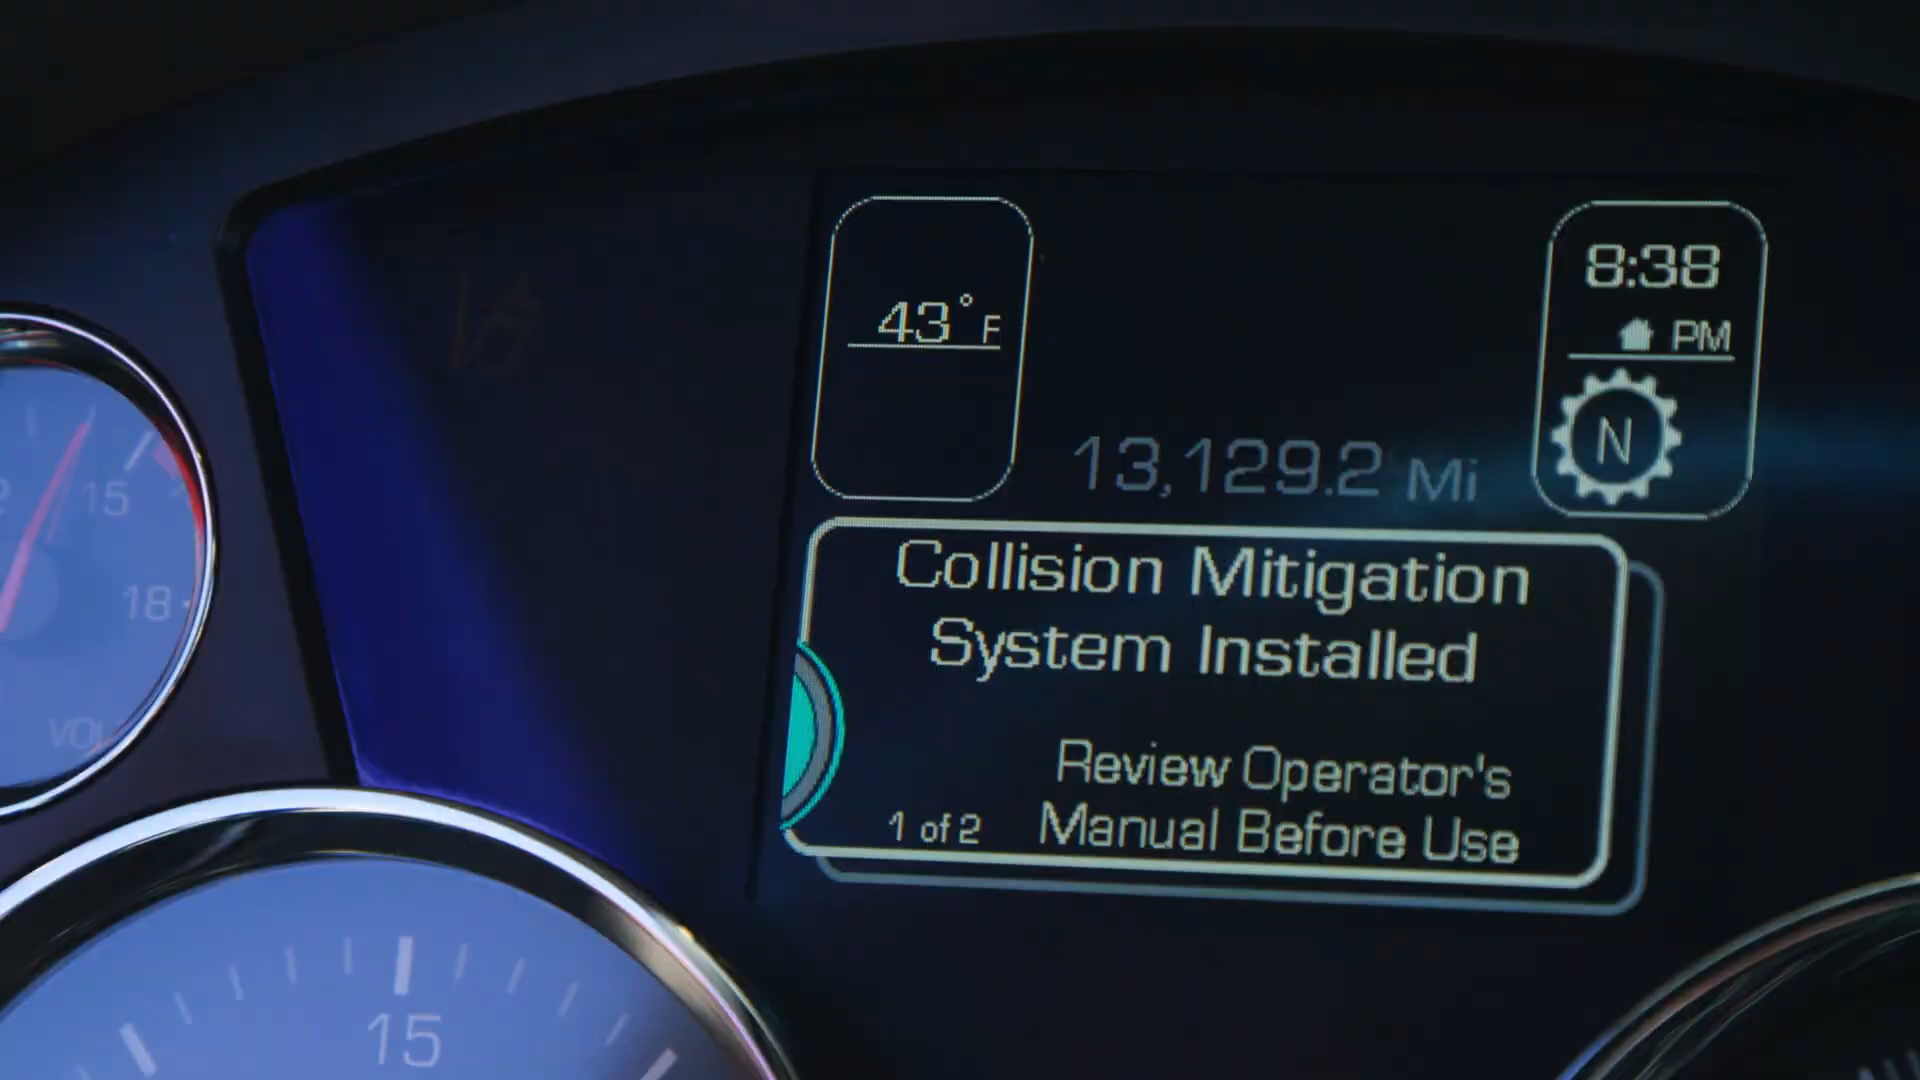 43° F
8:38
PM
N
13,129.2 Mi
Collision Mitigation
System Installed
Review Operator's
Manual Before Use
1 of 2
15
18
15